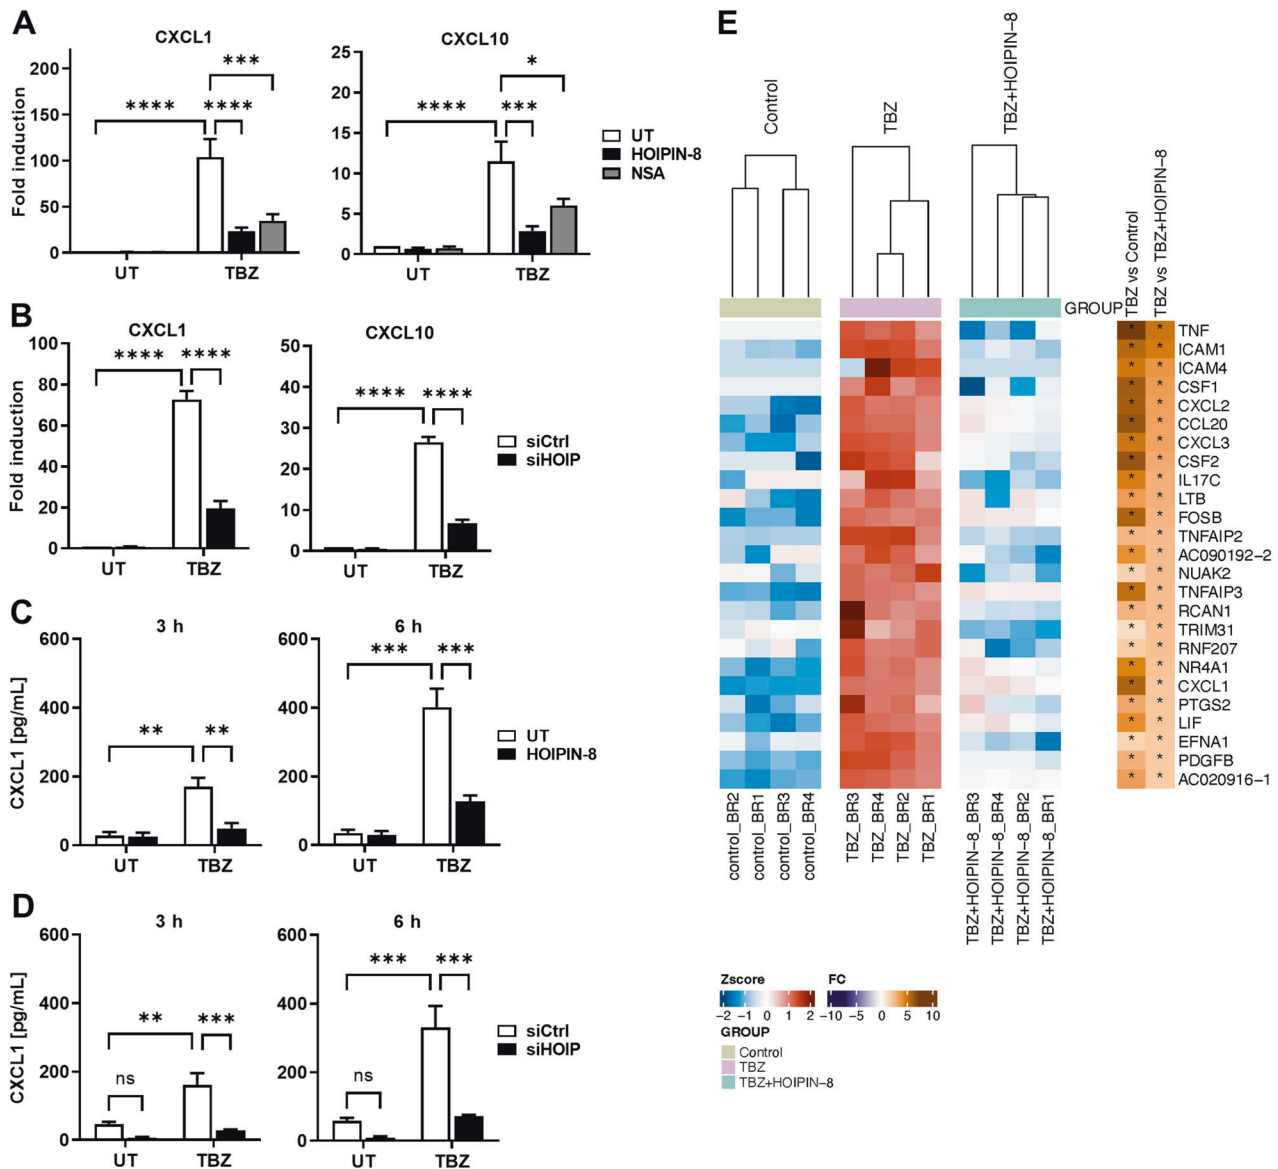 A
CXCL1
CXCL10
Fold induction
200
150
100
50
0
***
****
****
UT
TBZ
25
20
15
10
5
0
*
****
***
UT
TBZ
UT
HOIPIN-8
NSA
B
CXCL1
CXCL10
Fold induction
100
80
60
40
20
0
****
****
UT
TBZ
50
40
30
20
10
0
****
****
UT
TBZ
siCtrl
siHOIP
C
3 h
6 h
CXCL1 [pg/mL]
600
400
200
0
**
**
UT
TBZ
600
400
200
0
***
***
UT
TBZ
UT
HOIPIN-8
D
3 h
6 h
CXCL1 [pg/mL]
600
400
200
0
**
***
ns
UT
TBZ
600
400
200
0
***
***
ns
UT
TBZ
siCtrl
siHOIP
E
Control
TBZ
TBZ+HOIPIN-8
TBZ vs Control
TBZ vs TBZ+HOIPIN-8
GROUP
* * TNF
* * ICAM1
* * ICAM4
* * CSF1
* * CXCL2
* * CCL20
* * CXCL3
* * CSF2
* * IL17C
* * LTB
* * FOSB
* * TNFAIP2
* * AC090192-2
* * NUAK2
* * TNFAIP3
* * RCAN1
* * TRIM31
* * RNF207
* * NR4A1
* * CXCL1
* * PTGS2
* * LIF
* * EFNA1
* * PDGFB
* * AC020916-1
control_BR2
control_BR1
control_BR3
control_BR4
TBZ_BR3
TBZ_BR4
TBZ_BR2
TBZ_BR1
TBZ+HOIPIN-8_BR3
TBZ+HOIPIN-8_BR4
TBZ+HOIPIN-8_BR2
TBZ+HOIPIN-8_BR1
Zscore
−2 −1 0 1 2
FC
−10 −5 0 5 10
GROUP
Control
TBZ
TBZ+HOIPIN-8